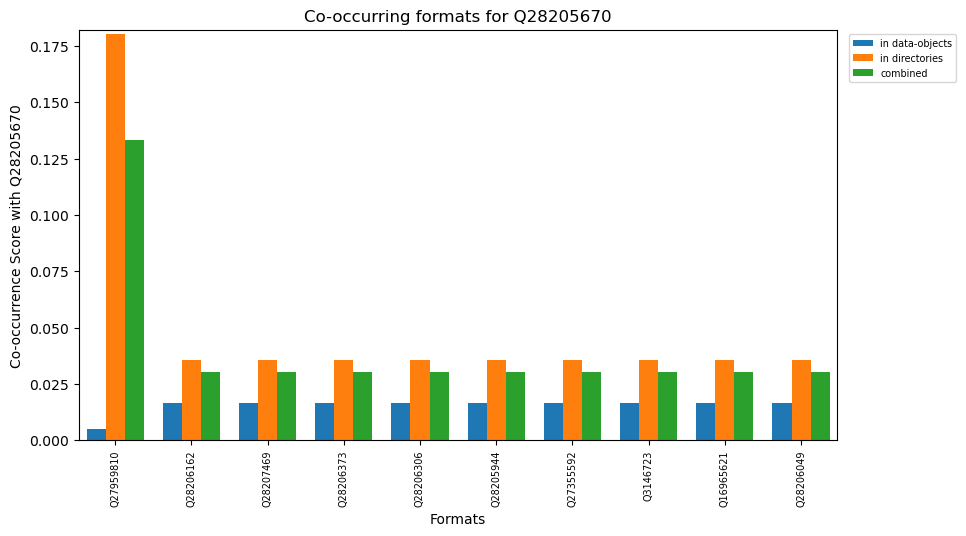 Co-occurring formats for Q28205670
in data-objects
in directories
combined
Co-occurrence Score with Q28205670
0.175
0.150
0.125
0.100
0.075
0.050
0.025
0.000
Q27959810
Q28206162
Q28207469
Q28206373
Q28206306
Q28205944
Q27355592
Q3146723
Q16965621
Q28206049
Formats